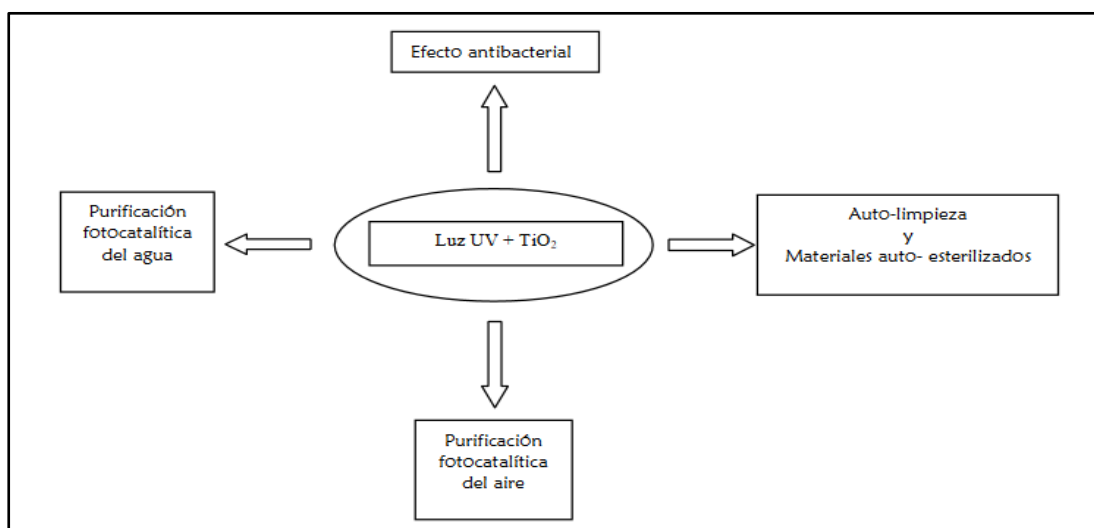 Efecto antibacterial
Purificación
fotocatalítica
del agua
Luz UV + TiO₂
Auto-limpieza
y
Materiales auto- esterilizados
Purificación
fotocatalítica
del aire